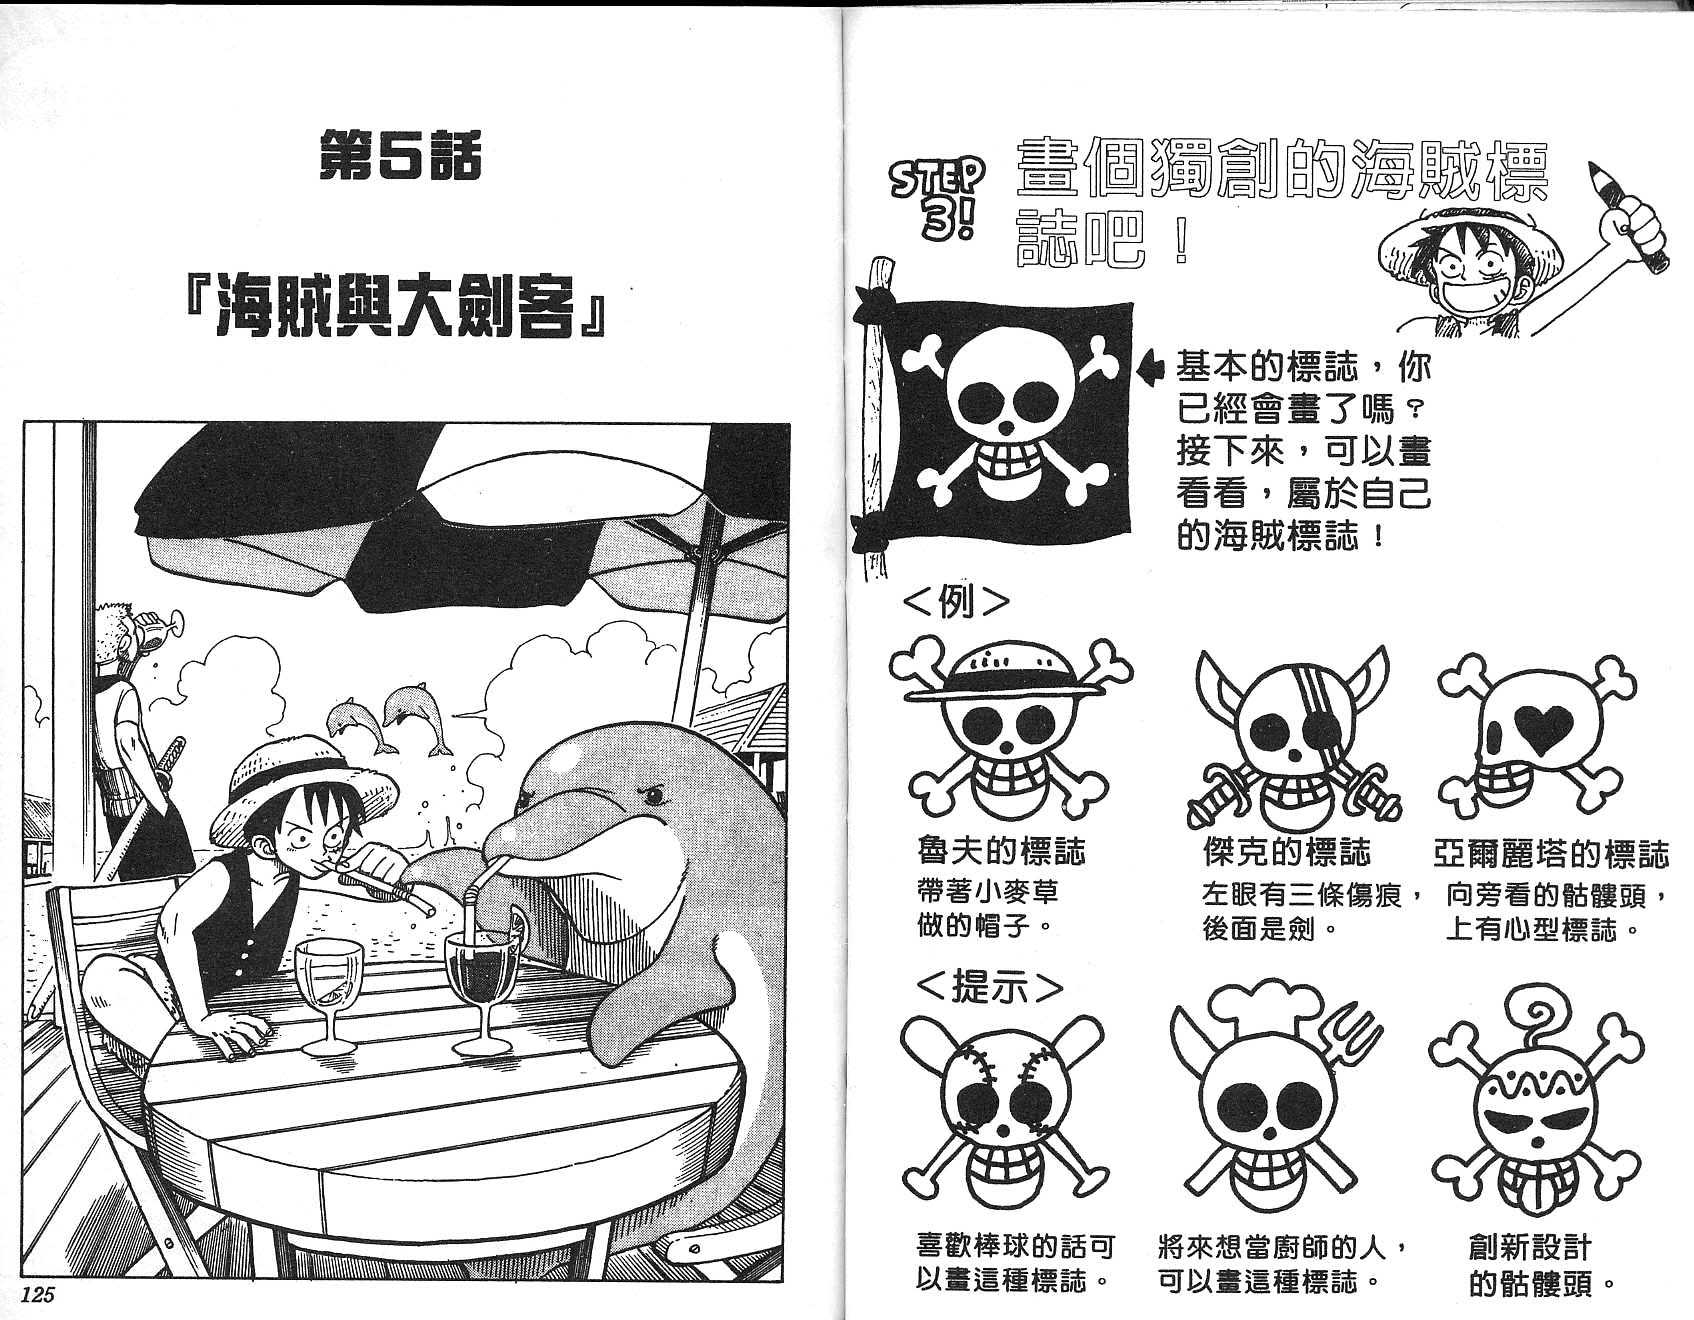 STEP
3!
畫個獨創的海賊標
誌吧！
基本的標誌，你
已經會畫了嗎？
接下來，可以畫
看看，屬於自己
的海賊標誌！
＜例＞
魯夫的標誌
帶著小麥草
做的帽子。
傑克的標誌
左眼有三條傷痕，
後面是劍。
亞爾麗塔的標誌
向旁看的骷髏頭，
上有心型標誌。
＜提示＞
喜歡棒球的話可
以畫這種標誌。
將來想當廚師的人，
可以畫這種標誌。
創新設計
的骷髏頭。
第5話
『海賊與大劍客』
125